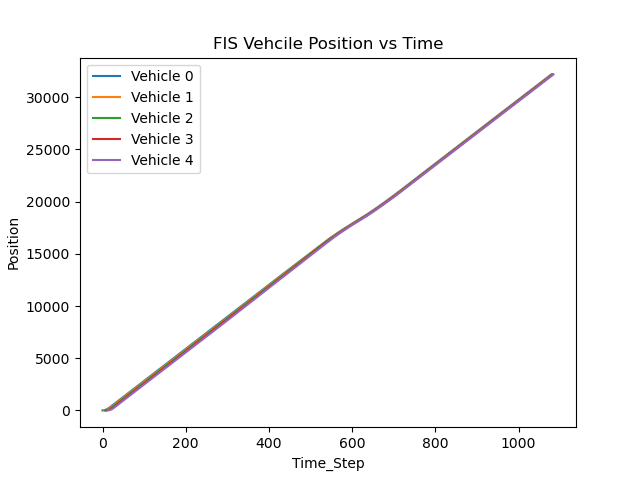 FIS Vehcile Position vs Time
Vehicle 0
Vehicle 1
Vehicle 2
Vehicle 3
Vehicle 4
Position
30000
25000
20000
15000
10000
5000
0
0 200 400 600 800 1000
Time_Step